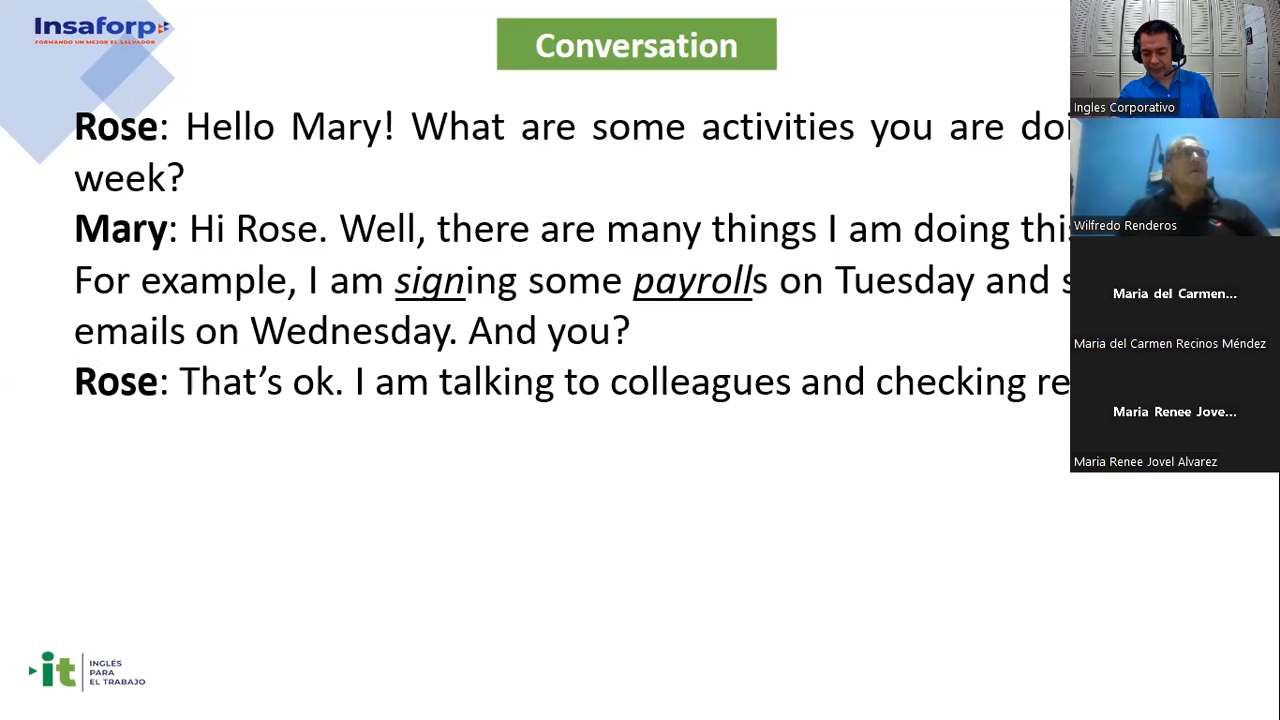 Insaforp
FORMANDO UN MEJOR EL SALVADOR
Conversation
Rose: Hello Mary! What are some activities you are
week?
Mary: Hi Rose. Well, there are many things I am doing
For example, I am signing some payrolls on Tuesday and
emails on Wednesday. And you?
Rose: That’s ok. I am talking to colleagues and checking
it
INGLÉS
PARA
EL TRABAJO
Ingles Corporativo
Wilfredo Renderos
Maria del Carmen...
Maria del Carmen Recinos Méndez
Maria Renee Jove...
Maria Renee Jovel Alvarez